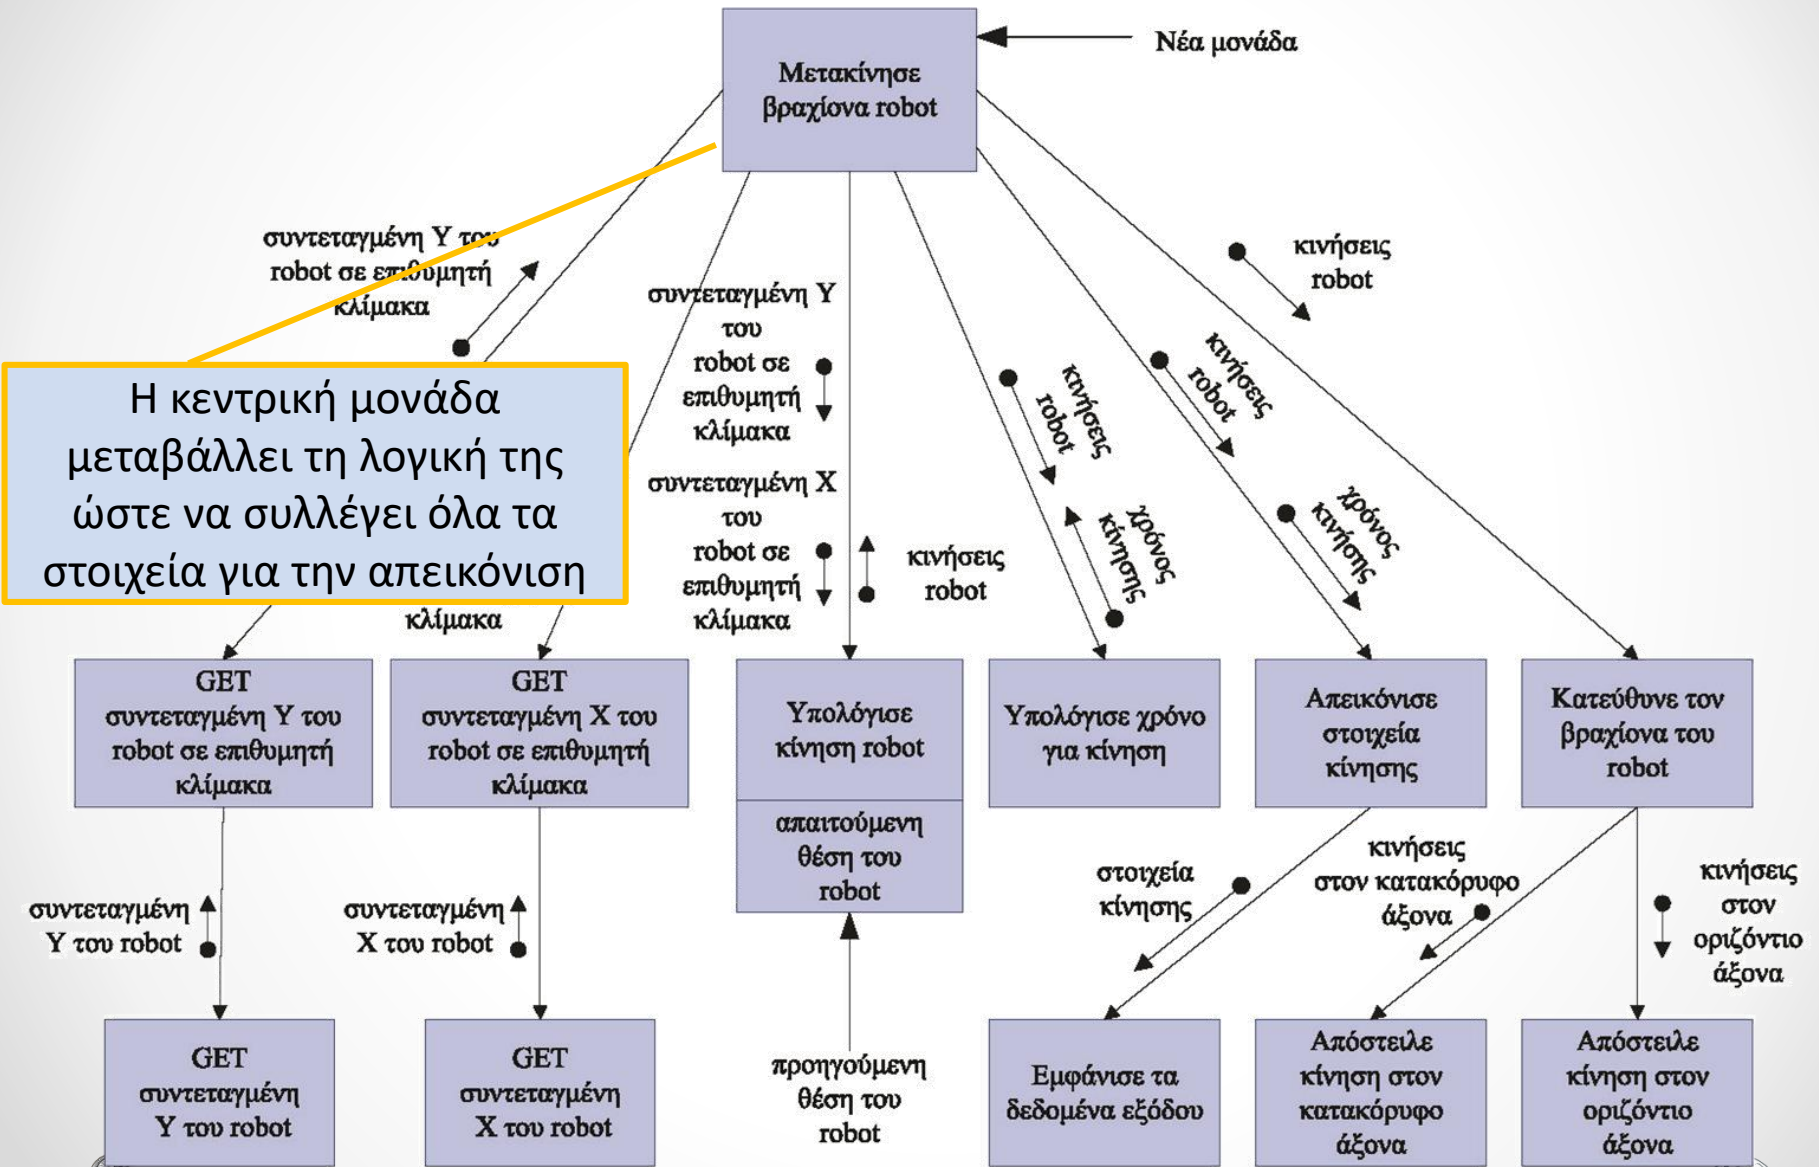 Νέα μονάδα
Μετακίνησε
βραχίονα robot
συντεταγμένη Y του
robot σε επιθυμητή
κλίμακα
κινήσεις
robot
συντεταγμένη Y
του
robot σε
επιθυμητή
κλίμακα
κινήσεις
robot
κινήσεις
robot
Η κεντρική μονάδα
μεταβάλλει τη λογική της
ώστε να συλλέγει όλα τα
στοιχεία για την απεικόνιση
συντεταγμένη X
του
robot σε
επιθυμητή
κλίμακα
κινήσεις
robot
χρόνος
κίνησης
χρόνος
κινήσης
κλίμακα
GET
συντεταγμένη Y του
robot σε επιθυμητή
κλίμακα
GET
συντεταγμένη X του
robot σε επιθυμητή
κλίμακα
Υπολόγισε
κίνηση robot
απαιτούμενη
θέση του
robot
Υπολόγισε χρόνο
για κίνηση
Απεικόνισε
στοιχεία
κίνησης
Κατεύθυνε τον
βραχίονα του
robot
συντεταγμένη
Y του robot
συντεταγμένη
X του robot
στοιχεία
κίνησης
κινήσεις
στον κατακόρυφο
άξονα
κινήσεις
στον
οριζόντιο
άξονα
GET
συντεταγμένη
Y του robot
GET
συντεταγμένη
X του robot
προηγούμενη
θέση του
robot
Εμφάνισε τα
δεδομένα εξόδου
Απόστειλε
κίνηση στον
κατακόρυφο
άξονα
Απόστειλε
κίνηση στον
οριζόντιο
άξονα